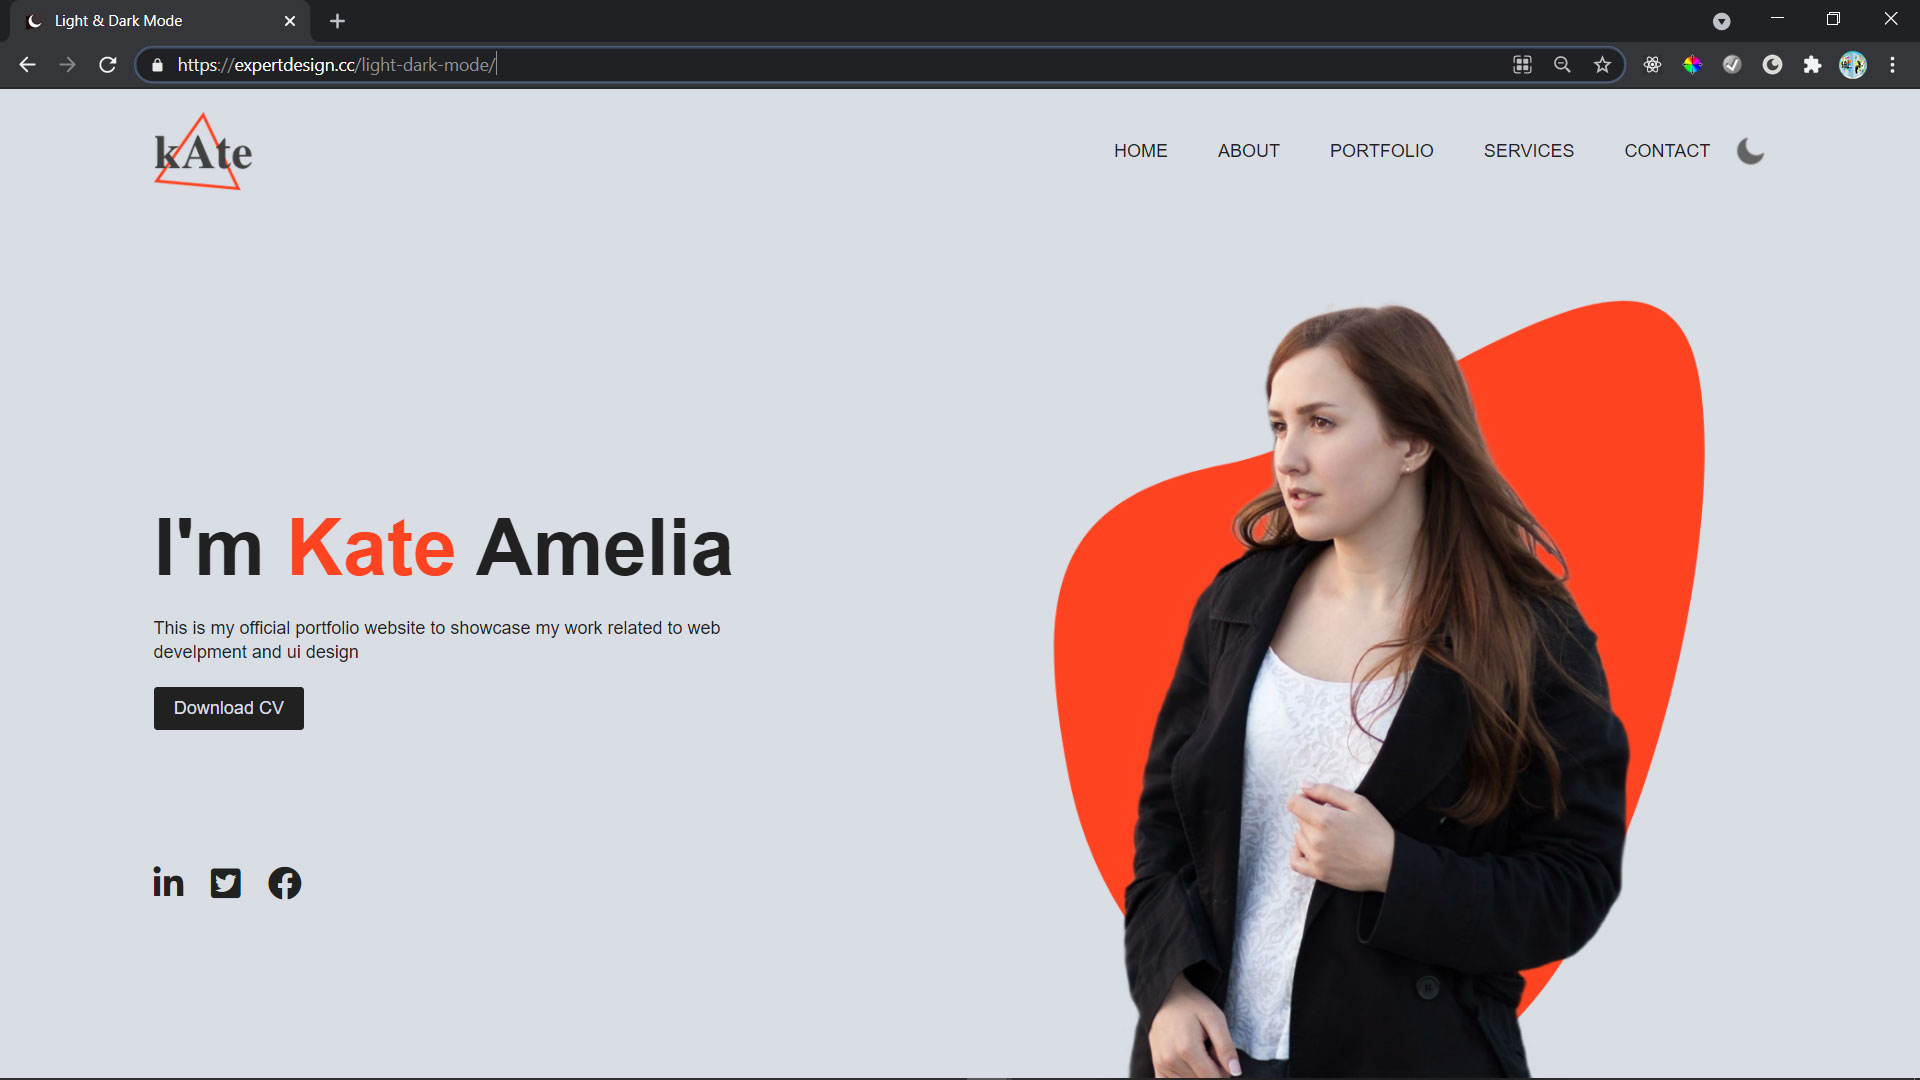 Light & Dark Mode
https://expertdesign.cc/light-dark-mode/
kAte
HOME ABOUT PORTFOLIO SERVICES CONTACT
I'm Kate Amelia
This is my official portfolio website to showcase my work related to web
develpment and ui design
Download CV
in